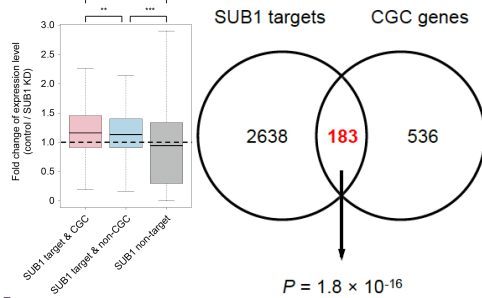 ** ***
3.0
2.5
2.0
1.5
1.0
0.5
0
Fold change of expression level
(control / SUB1 KD)
SUB1 target & CGC
SUB1 target & non-CGC
SUB1 non-target
SUB1 targets CGC genes
2638 183 536
P = 1.8 × 10-16